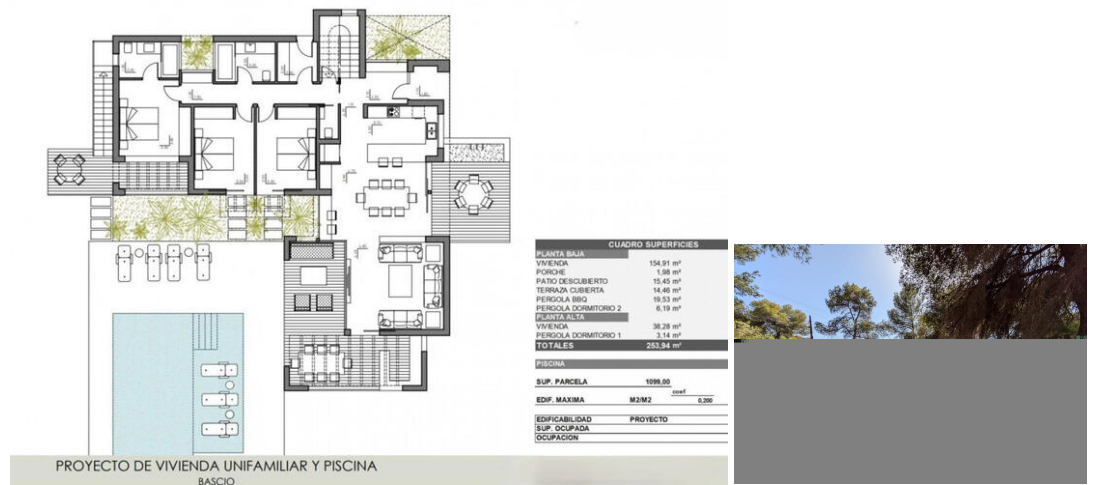 CUADRO SUPERFICIES
PLANTA BAJA
VIVIENDA 154,91 m²
PORCHE 1,98 m²
PATIO DESCUBIERTO 15,45 m²
TERRAZA CUBIERTA 14,46 m²
PERGOLA BBQ 19,53 m²
PERGOLA DORMITORIO 2 6,19 m²
PLANTA ALTA
VIVIENDA 38,28 m²
PERGOLA DORMITORIO 1 3,14 m²
TOTALES 253,94 m²
PISCINA
SUP. PARCELA 1099,00
coef
EDIF. MAXIMA M2/M2 0,200
EDIFICABILIDAD PROYECTO
SUP. OCUPADA
OCUPACION
PROYECTO DE VIVIENDA UNIFAMILIAR Y PISCINA
BASCIO